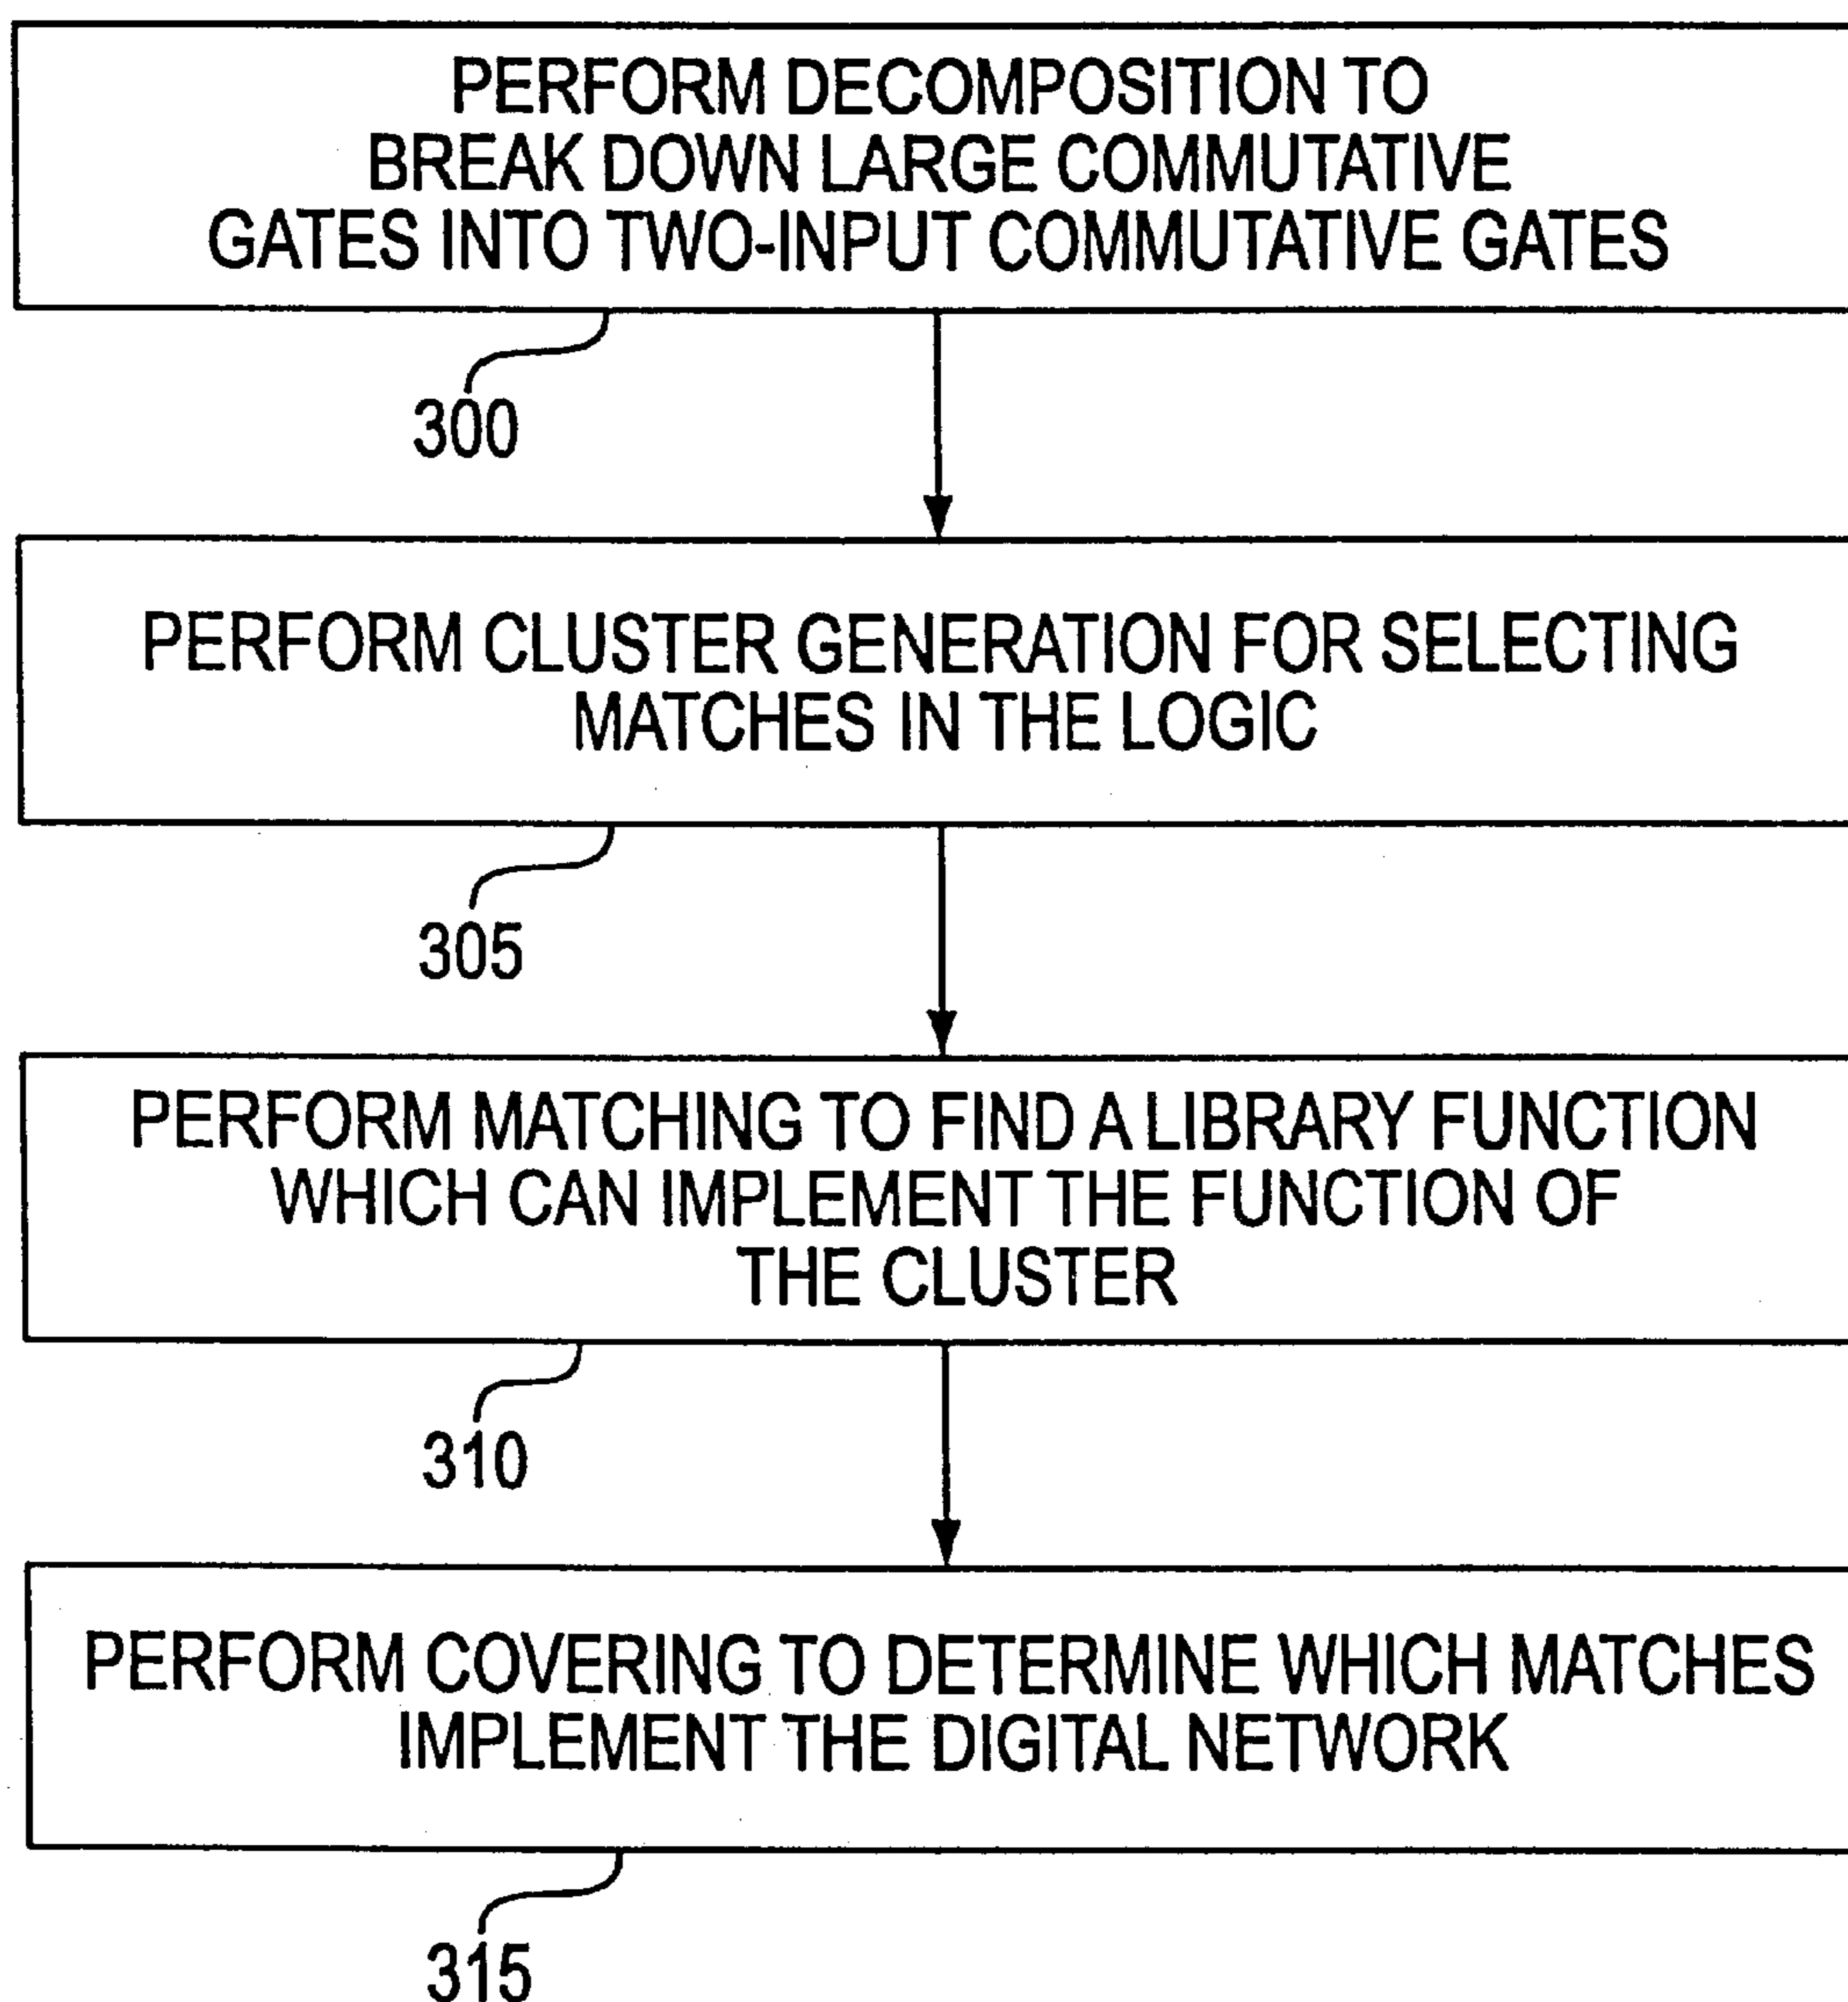 PERFORM DECOMPOSITION TO
BREAK DOWN LARGE COMMUTATIVE
GATES INTO TWO-INPUT COMMUTATIVE GATES
300
PERFORM CLUSTER GENERATION FOR SELECTING
MATCHES IN THE LOGIC
305
PERFORM MATCHING TO FIND A LIBRARY FUNCTION
WHICH CAN IMPLEMENT THE FUNCTION OF
THE CLUSTER
310
PERFORM COVERING TO DETERMINE WHICH MATCHES
IMPLEMENT THE DIGITAL NETWORK
315